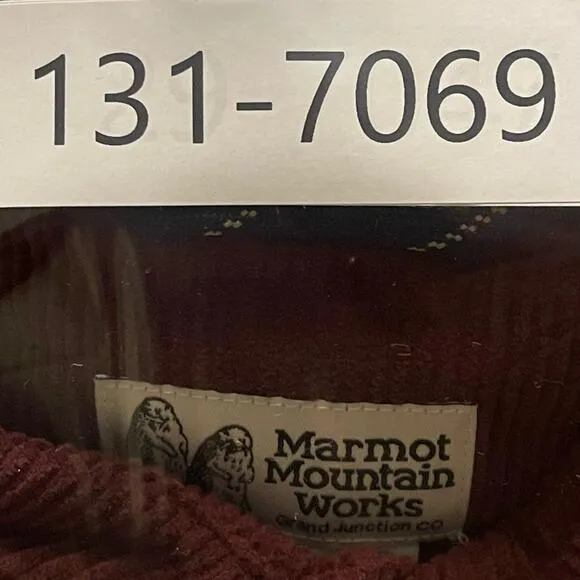 131-7069
Marmot
Mountain
Works
Grand Junction CO